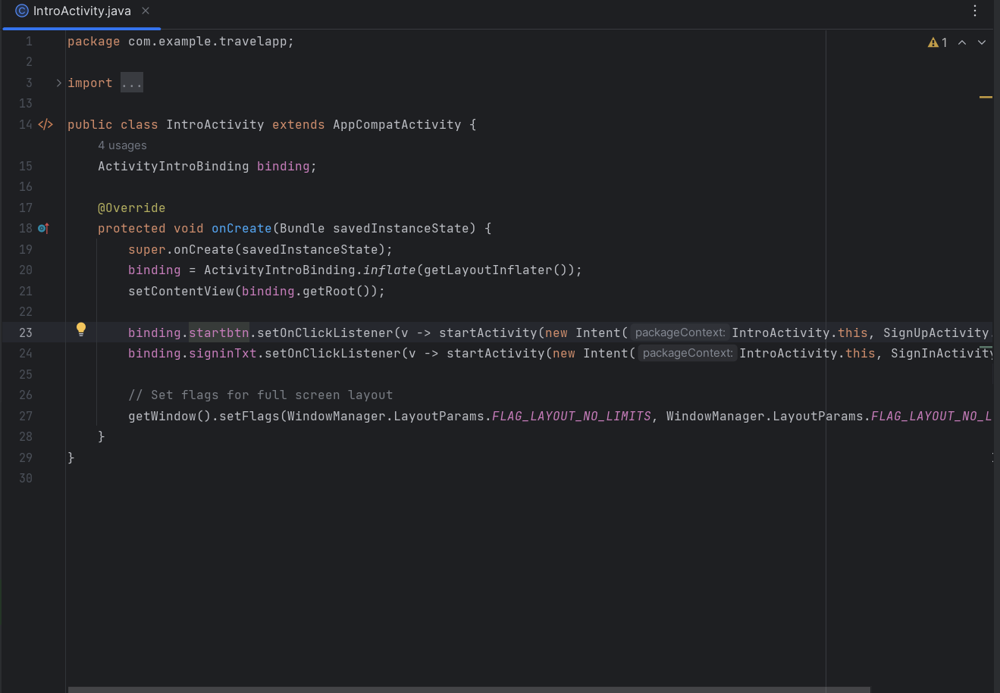 IntroActivity.java
1 package com.example.travelapp;
1
2
3 import ...
13
14 public class IntroActivity extends AppCompatActivity {
4 usages
15 ActivityIntroBinding binding;
16
17 @Override
18 protected void onCreate(Bundle savedInstanceState) {
19 super.onCreate(savedInstanceState);
20 binding = ActivityIntroBinding.inflate(getLayoutInflater());
21 setContentView(binding.getRoot());
22
23 binding.startbtn.setOnClickListener(v -> startActivity(new Intent( packageContext: IntroActivity.this, SignUpActivity.
24 binding.signinTxt.setOnClickListener(v -> startActivity(new Intent( packageContext: IntroActivity.this, SignInActivity
25
26 // Set flags for full screen layout
27 getWindow().setFlags(WindowManager.LayoutParams.FLAG_LAYOUT_NO_LIMITS, WindowManager.LayoutParams.FLAG_LAYOUT_NO_L
28 }
29 }
30